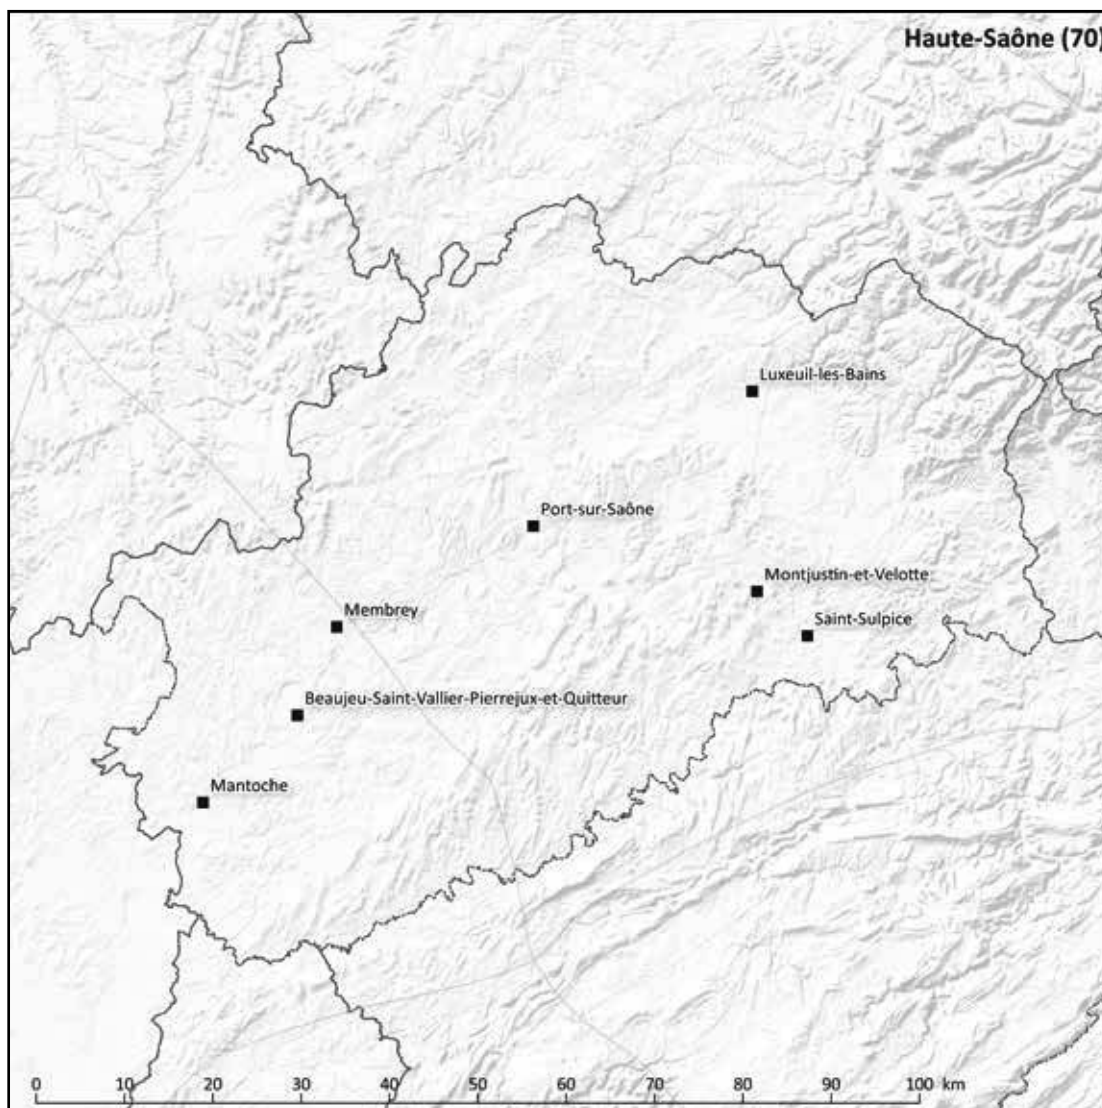 Haute-Saône (70)
Luxeuil-les-Bains
Port-sur-Saône
Montjustin-et-Velotte
Membrey
Saint-Sulpice
Beaujeu-Saint-Vallier-Pierrejux-et-Quitteur
Mantoche
0 10 20 30 40 50 60 70 80 90 100 km